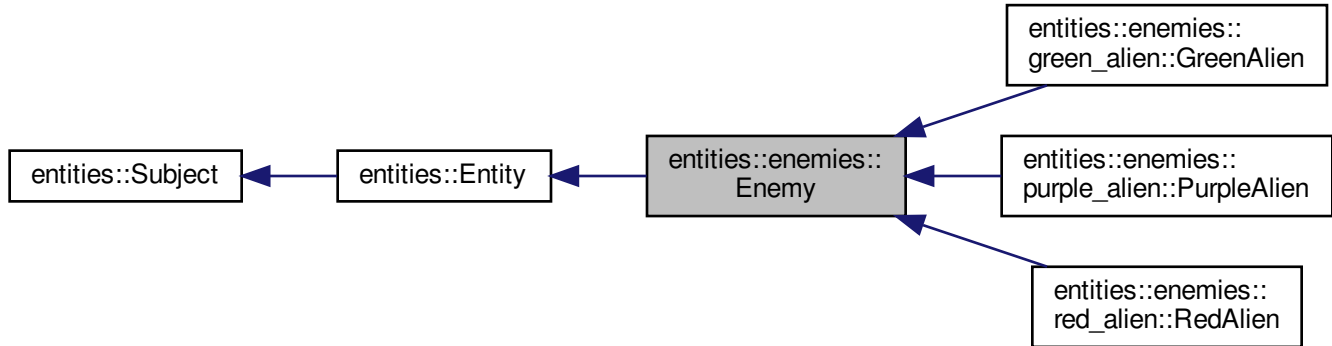 entities::Subject
entities::Entity
entities::enemies::
Enemy
entities::enemies::
green_alien::GreenAlien
entities::enemies::
purple_alien::PurpleAlien
entities::enemies::
red_alien::RedAlien